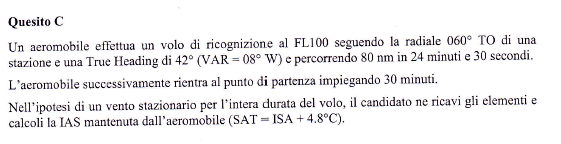 Quesito C
Un aeromobile effettua un volo di ricognizione al FL100 seguendo la radiale 060° TO di una
stazione e una True Heading di 42° (VAR = 08° W) e percorrendo 80 nm in 24 minuti e 30 secondi.
L'aeromobile successivamente rientra al punto di partenza impiegando 30 minuti.
Nell'ipotesi di un vento stazionario per l'intera durata del volo, il candidato ne ricavi gli elementi e
calcoli la IAS mantenuta dall'aeromobile (SAT = ISA + 4.8°C).